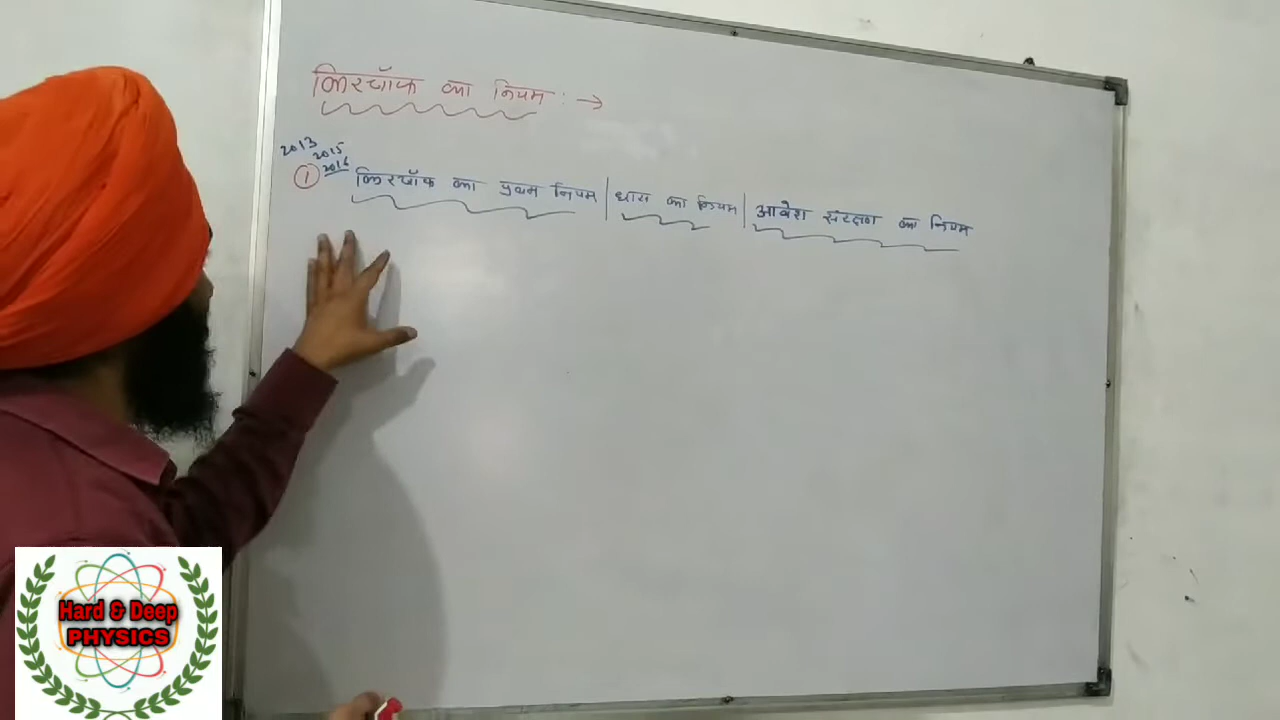 किरचॉफ का नियम : →
2013
2015
2016
① किरचॉफ का प्रथम नियम | धारा का नियम | आवेश संरक्षण का नियम
Hard & Deep
PHYSICS